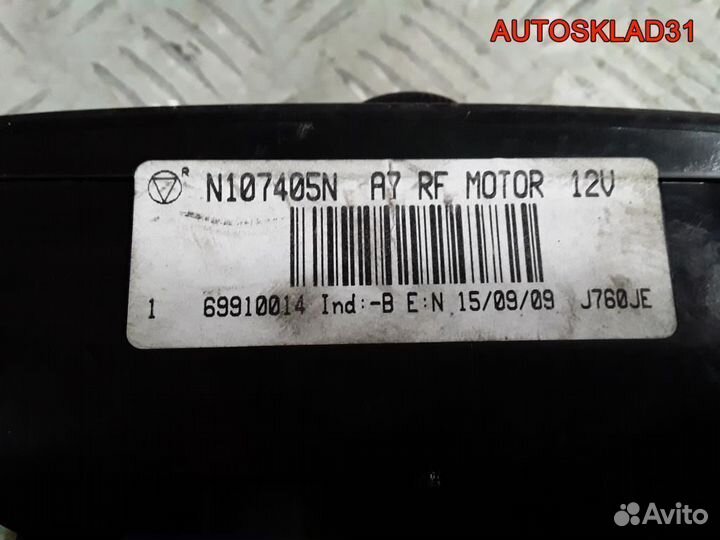 AUTOSKLAD31
R N107405N A7 RF MOTOR 12V
1 69910014 Ind:-B E:N 15/09/09 J760JE
Avito